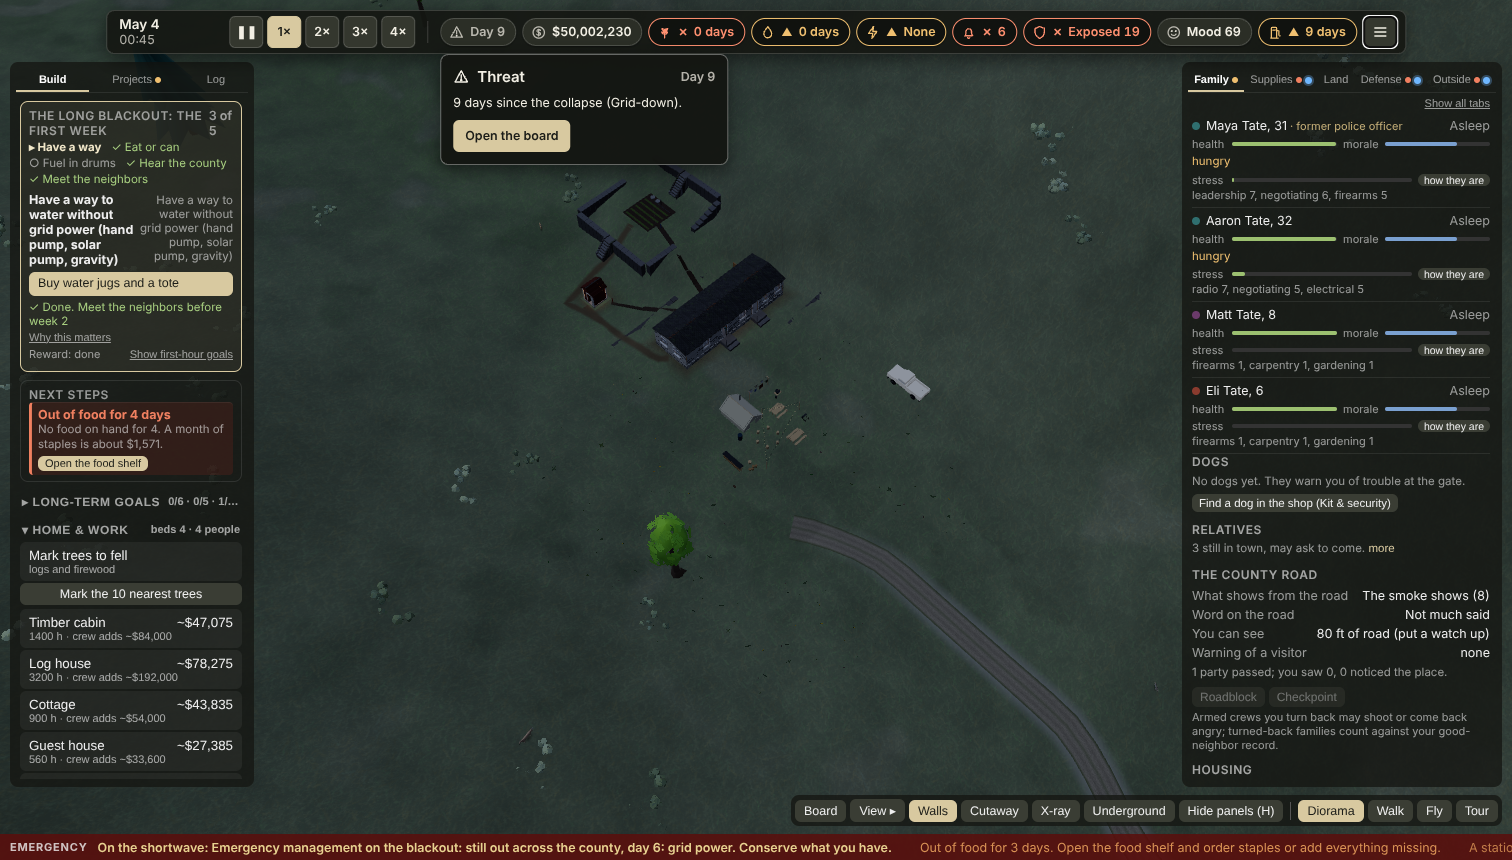 May 4
00:45
❚❚ 1× 2× 3× 4×
Day 9
$50,002,230
× 0 days
▲ 0 days
▲ None
× 6
× Exposed 19
Mood 69
▲ 9 days
Threat Day 9
9 days since the collapse (Grid-down).
Open the board
Build Projects Log
THE LONG BLACKOUT: THE FIRST WEEK 3 of 5
▸ Have a way ✓ Eat or can
○ Fuel in drums ✓ Hear the county
✓ Meet the neighbors
Have a way to water without grid power (hand pump, solar pump, gravity)
Have a way to water without grid power (hand pump, solar pump, gravity)
Buy water jugs and a tote
✓ Done. Meet the neighbors before week 2
Why this matters
Reward: done Show first-hour goals
NEXT STEPS
Out of food for 4 days
No food on hand for 4. A month of staples is about $1,571.
Open the food shelf
▸ LONG-TERM GOALS 0/6 · 0/5 · 1/...
▾ HOME & WORK beds 4 · 4 people
Mark trees to fell
logs and firewood
Mark the 10 nearest trees
Timber cabin ~$47,075
1400 h · crew adds ~$84,000
Log house ~$78,275
3200 h · crew adds ~$192,000
Cottage ~$43,835
900 h · crew adds ~$54,000
Guest house ~$27,385
560 h · crew adds ~$33,600
Family Supplies Land Defense Outside
Show all tabs
Maya Tate, 31 · former police officer Asleep
health morale
hungry
stress how they are
leadership 7, negotiating 6, firearms 5
Aaron Tate, 32 Asleep
health morale
hungry
stress how they are
radio 7, negotiating 5, electrical 5
Matt Tate, 8 Asleep
health morale
stress how they are
firearms 1, carpentry 1, gardening 1
Eli Tate, 6 Asleep
health morale
stress how they are
firearms 1, carpentry 1, gardening 1
DOGS
No dogs yet. They warn you of trouble at the gate.
Find a dog in the shop (Kit & security)
RELATIVES
3 still in town, may ask to come. more
THE COUNTY ROAD
What shows from the road The smoke shows (8)
Word on the road Not much said
You can see 80 ft of road (put a watch up)
Warning of a visitor none
1 party passed; you saw 0, 0 noticed the place.
Roadblock Checkpoint
Armed crews you turn back may shoot or come back angry; turned-back families count against your good-neighbor record.
HOUSING
Board View ▸ Walls Cutaway X-ray Underground Hide panels (H) Diorama Walk Fly Tour
EMERGENCY On the shortwave: Emergency management on the blackout: still out across the county, day 6: grid power. Conserve what you have. Out of food for 3 days. Open the food shelf and order staples or add everything missing.